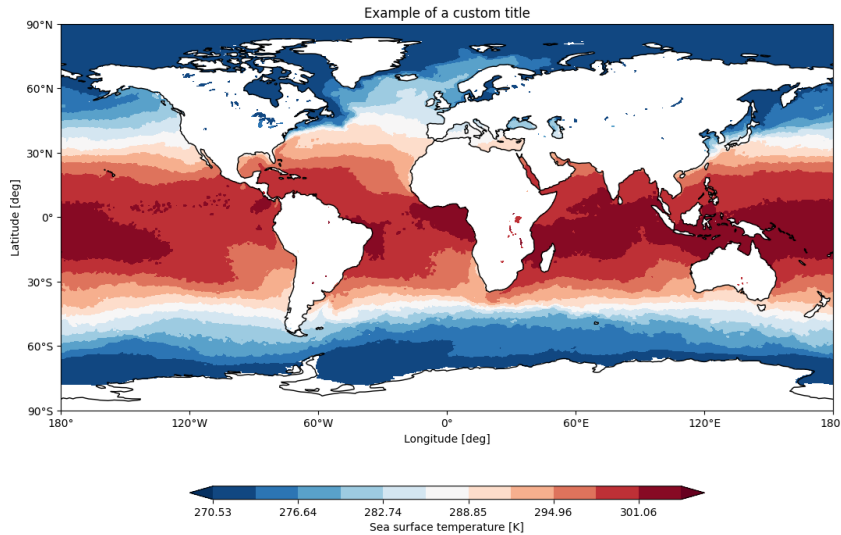 Example of a custom title
90°N
60°N
30°N
0°
30°S
60°S
90°S
Latitude [deg]
180° 120°W 60°W 0° 60°E 120°E 180
Longitude [deg]
270.53 276.64 282.74 288.85 294.96 301.06
Sea surface temperature [K]